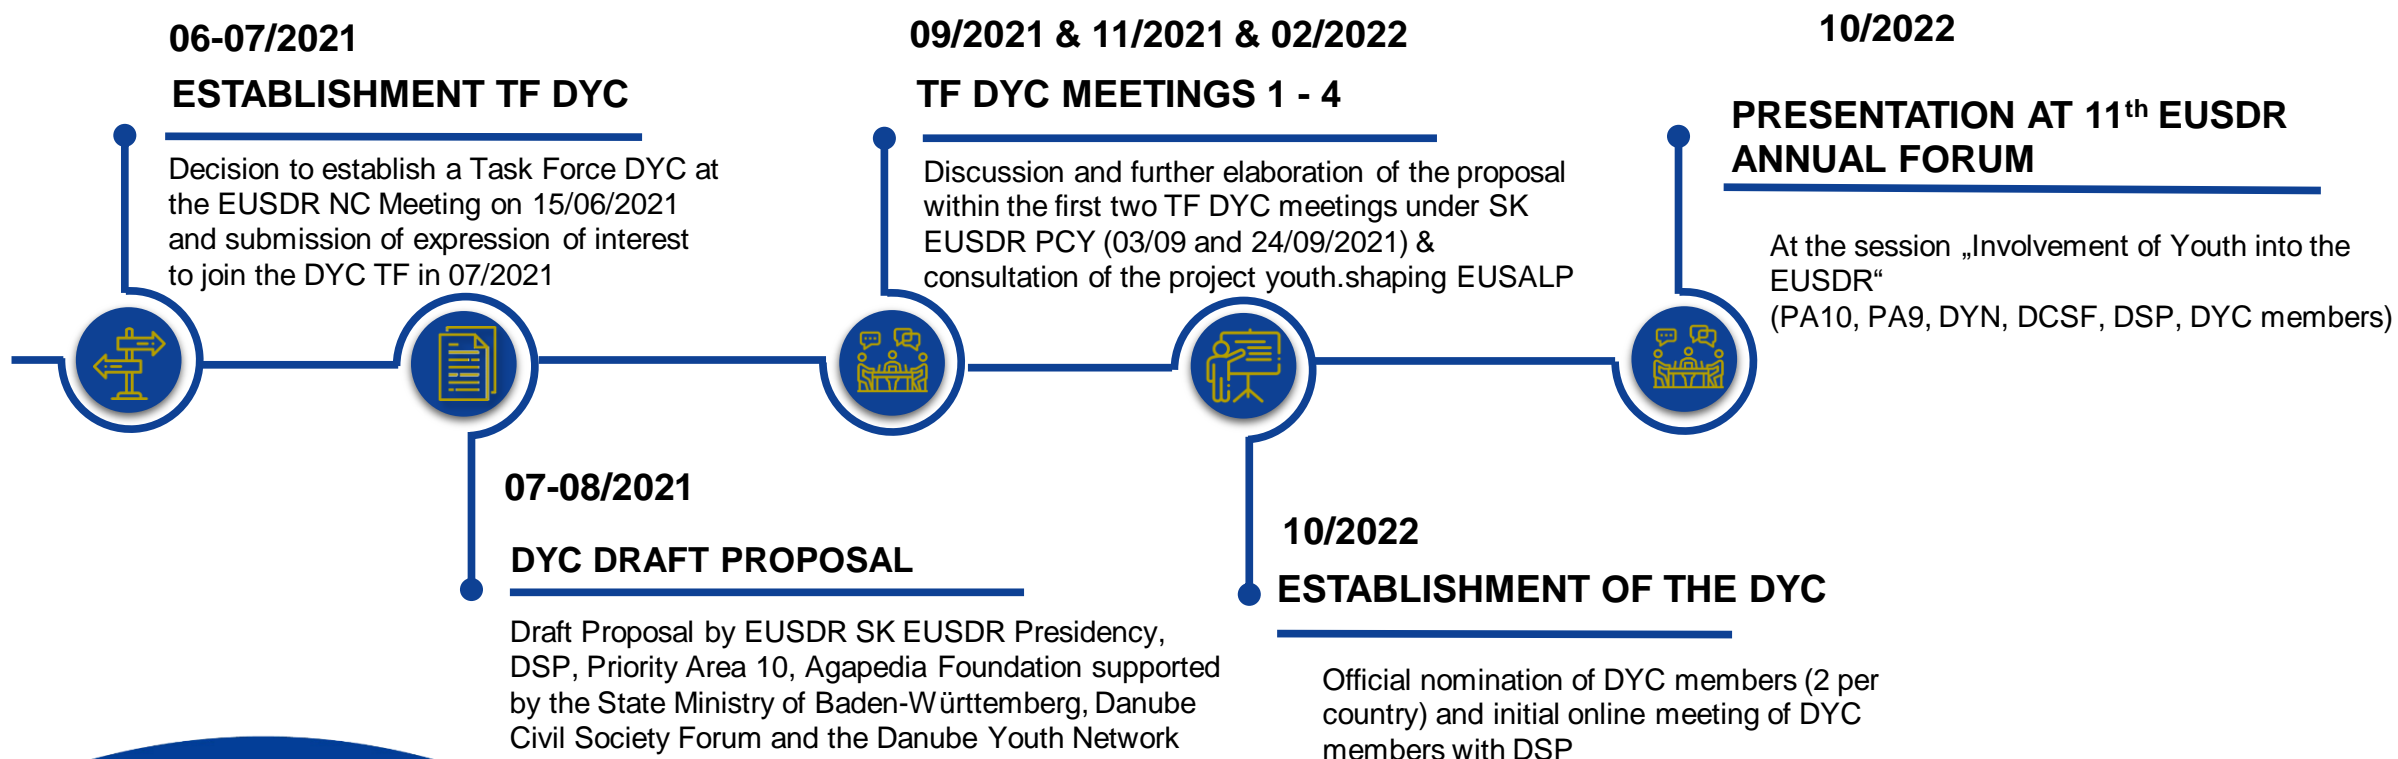 06-07/2021
ESTABLISHMENT TF DYC
Decision to establish a Task Force DYC at
the EUSDR NC Meeting on 15/06/2021
and submission of expression of interest
to join the DYC TF in 07/2021
07-08/2021
DYC DRAFT PROPOSAL
Draft Proposal by EUSDR SK EUSDR Presidency,
DSP, Priority Area 10, Agapedia Foundation supported
by the State Ministry of Baden-Württemberg, Danube
Civil Society Forum and the Danube Youth Network
09/2021 & 11/2021 & 02/2022
TF DYC MEETINGS 1 - 4
Discussion and further elaboration of the proposal
within the first two TF DYC meetings under SK
EUSDR PCY (03/09 and 24/09/2021) &
consultation of the project youth.shaping EUSALP
10/2022
ESTABLISHMENT OF THE DYC
Official nomination of DYC members (2 per
country) and initial online meeting of DYC
members with DSP
10/2022
PRESENTATION AT 11th EUSDR
ANNUAL FORUM
At the session „Involvement of Youth into the
EUSDR“
(PA10, PA9, DYN, DCSF, DSP, DYC members)